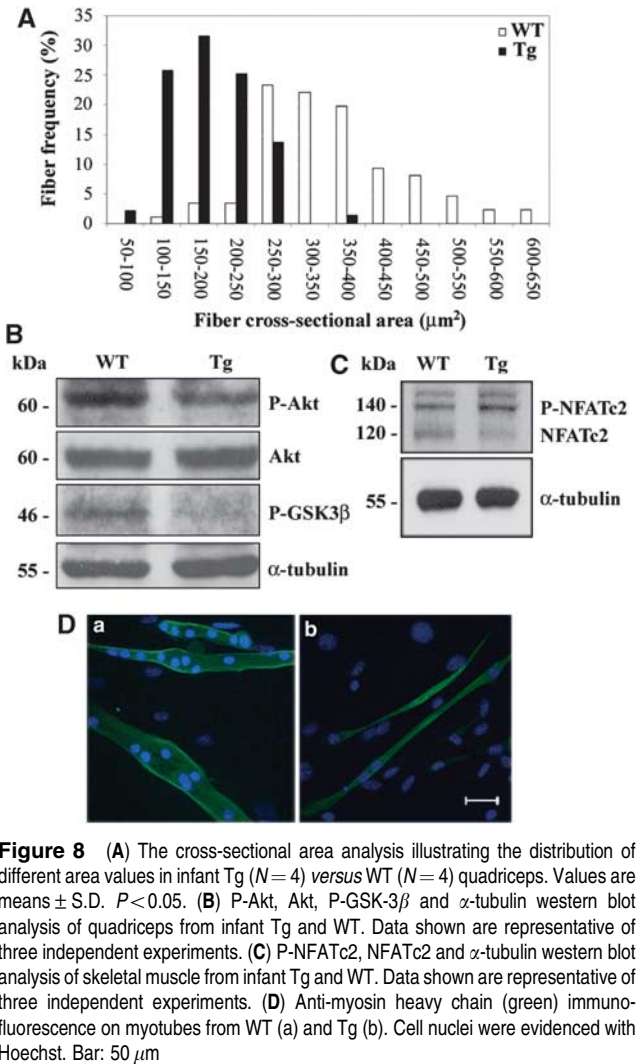 A
35
30
25
20
15
10
5
0
Fiber frequency (%)
WT
Tg
50-100
100-150
150-200
200-250
250-300
300-350
350-400
400-450
450-500
500-550
550-600
600-650
Fiber cross-sectional area (μm²)
B
kDa WT Tg
60 - P-Akt
60 - Akt
46 - P-GSK3β
55 - α-tubulin
C kDa WT Tg
140 - P-NFATc2
120 - NFATc2
55 - α-tubulin
D a b
Figure 8 (A) The cross-sectional area analysis illustrating the distribution of
different area values in infant Tg (N = 4) versus WT (N = 4) quadriceps. Values are
means ± S.D. P < 0.05. (B) P-Akt, Akt, P-GSK-3β and α-tubulin western blot
analysis of quadriceps from infant Tg and WT. Data shown are representative of
three independent experiments. (C) P-NFATc2, NFATc2 and α-tubulin western blot
analysis of skeletal muscle from infant Tg and WT. Data shown are representative of
three independent experiments. (D) Anti-myosin heavy chain (green) immuno-
fluorescence on myotubes from WT (a) and Tg (b). Cell nuclei were evidenced with
Hoechst. Bar: 50 μm